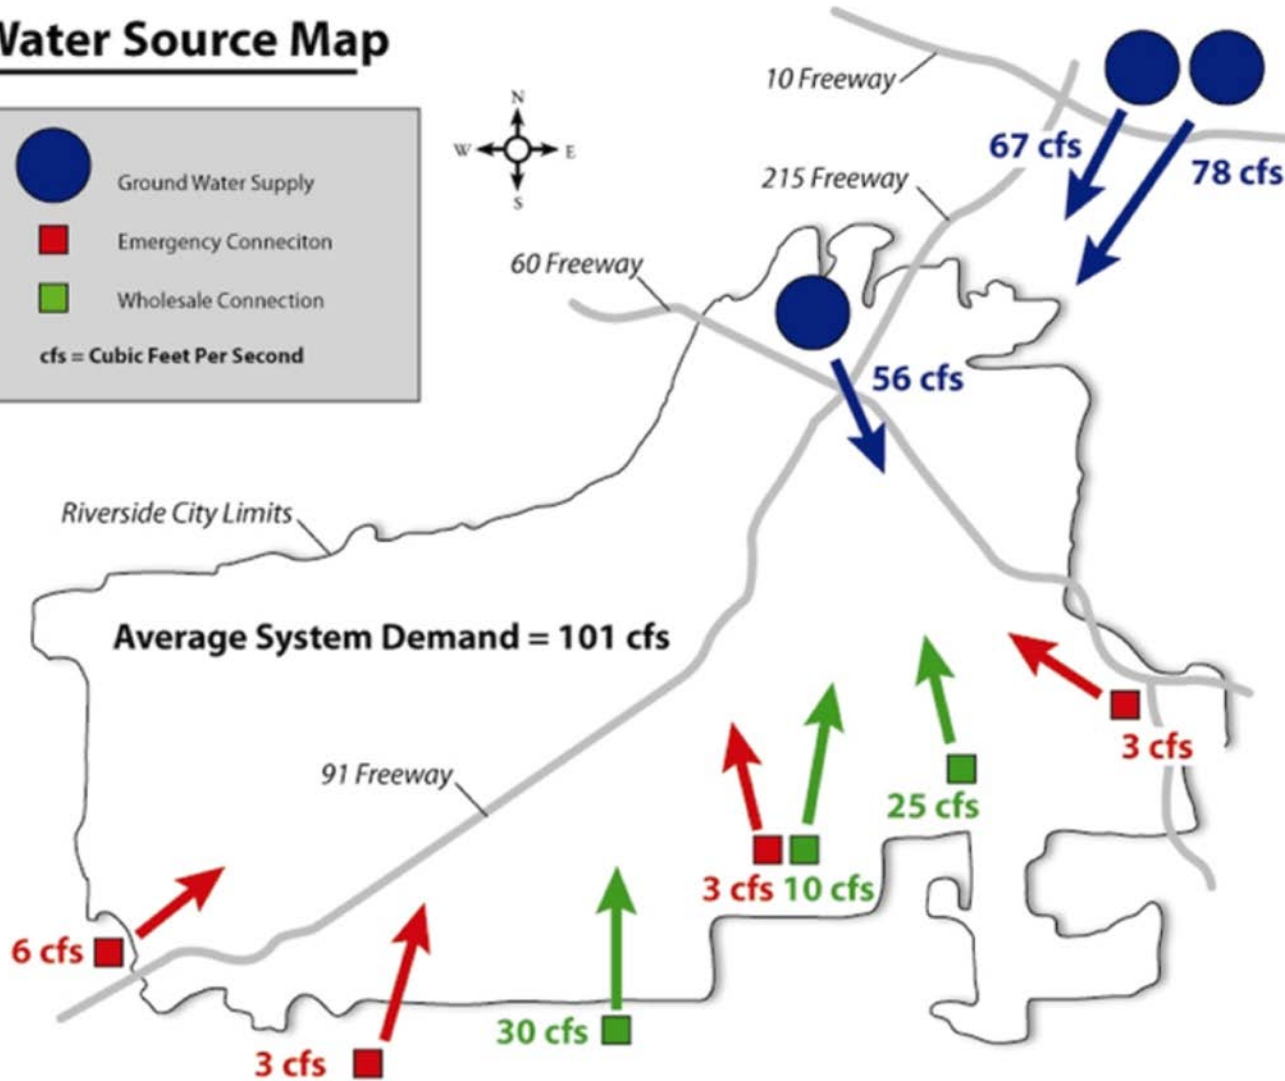 Water Source Map
Ground Water Supply
Emergency Conneciton
Wholesale Connection
cfs = Cubic Feet Per Second
N
W
E
S
10 Freeway
67 cfs
78 cfs
215 Freeway
60 Freeway
56 cfs
Riverside City Limits
Average System Demand = 101 cfs
91 Freeway
3 cfs
25 cfs
3 cfs
10 cfs
6 cfs
30 cfs
3 cfs